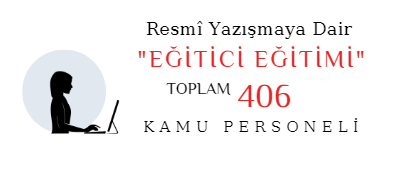 Resmî Yazışmaya Dair
"EĞİTİCİ EĞİTİMİ"
TOPLAM 406
KAMU PERSONELİ